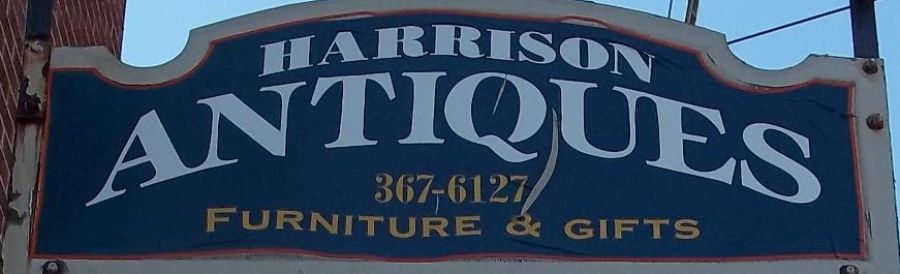 HARRISON
ANTIQUES
367-6127
FURNITURE & GIFTS